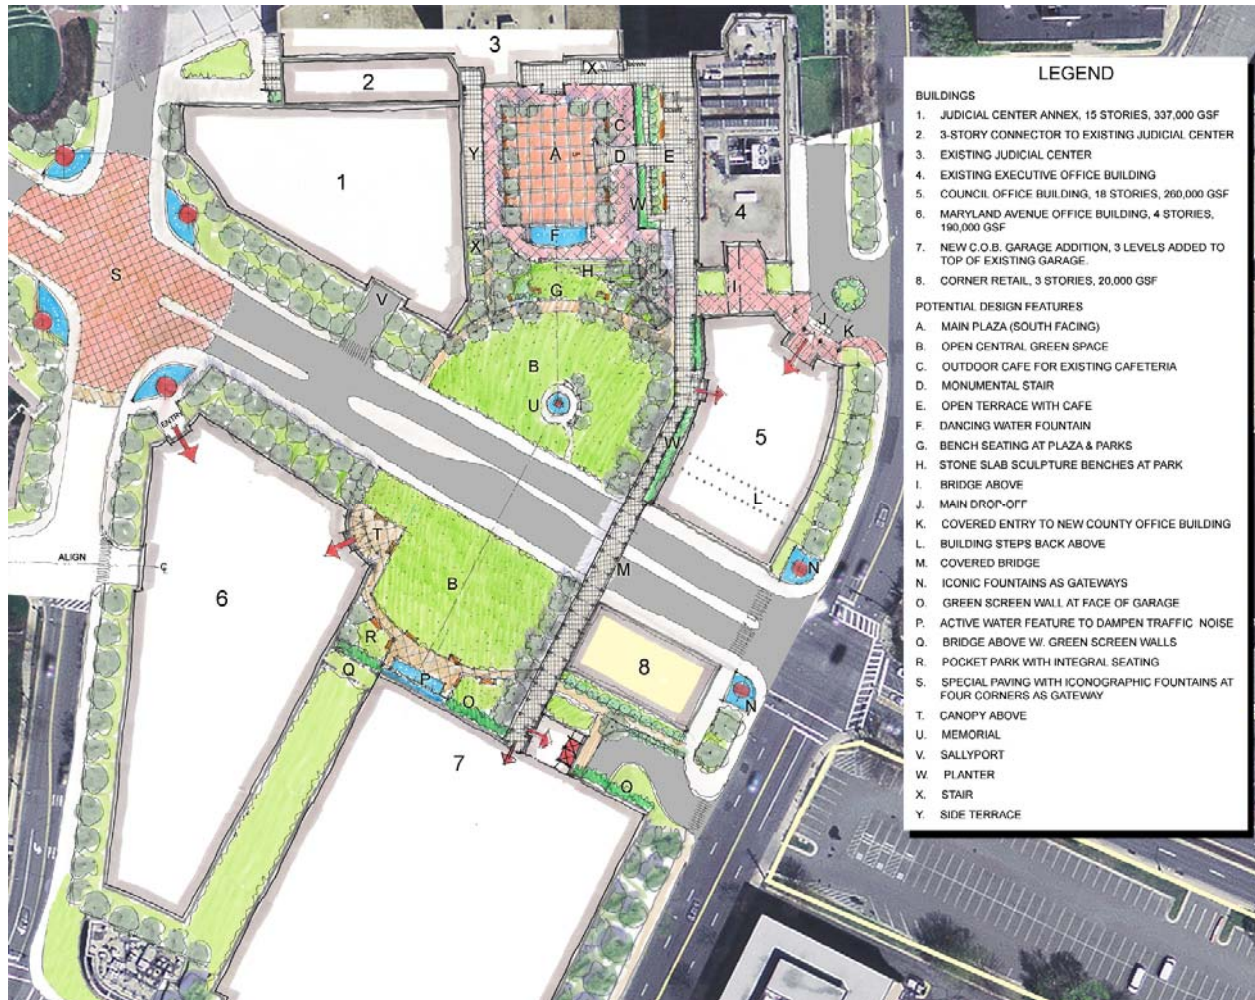 LEGEND
BUILDINGS
1. JUDICIAL CENTER ANNEX, 15 STORIES, 337,000 GSF
2. 3-STORY CONNECTOR TO EXISTING JUDICIAL CENTER
3. EXISTING JUDICIAL CENTER
4. EXISTING EXECUTIVE OFFICE BUILDING
5. COUNCIL OFFICE BUILDING, 18 STORIES, 260,000 GSF
6. MARYLAND AVENUE OFFICE BUILDING, 4 STORIES,
190,000 GSF
7. NEW C.O.B. GARAGE ADDITION, 3 LEVELS ADDED TO
TOP OF EXISTING GARAGE.
8. CORNER RETAIL, 3 STORIES, 20,000 GSF
POTENTIAL DESIGN FEATURES
A. MAIN PLAZA (SOUTH FACING)
B. OPEN CENTRAL GREEN SPACE
C. OUTDOOR CAFE FOR EXISTING CAFETERIA
D. MONUMENTAL STAIR
E. OPEN TERRACE WITH CAFE
F. DANCING WATER FOUNTAIN
G. BENCH SEATING AT PLAZA & PARKS
H. STONE SLAB SCULPTURE BENCHES AT PARK
I. BRIDGE ABOVE
J. MAIN DROP-OFF
K. COVERED ENTRY TO NEW COUNTY OFFICE BUILDING
L. BUILDING STEPS BACK ABOVE
M. COVERED BRIDGE
N. ICONIC FOUNTAINS AS GATEWAYS
O. GREEN SCREEN WALL AT FACE OF GARAGE
P. ACTIVE WATER FEATURE TO DAMPEN TRAFFIC NOISE
Q. BRIDGE ABOVE W/. GREEN SCREEN WALLS
R. POCKET PARK WITH INTEGRAL SEATING
S. SPECIAL PAVING WITH ICONOGRAPHIC FOUNTAINS AT
FOUR CORNERS AS GATEWAY
T. CANOPY ABOVE
U. MEMORIAL
V. SALLYPORT
W. PLANTER
X. STAIR
Y. SIDE TERRACE
3
X
2
C
Y
A
D
E
1
4
W
F
X
H
S
I
G
V
J
K
B
U
ENTRY
W
5
L
T
ALIGN
M
N
B
6
R
8
Q
P
O
N
7
O